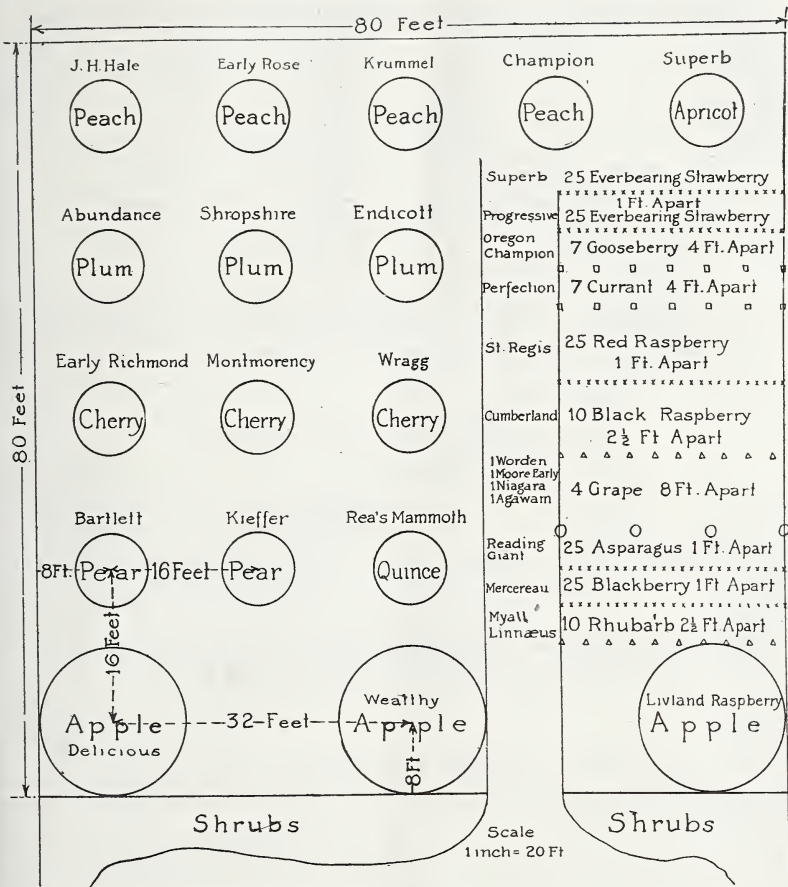 80 Feet
J. H. Hale
Early Rose
Krummel
Champion
Superb
Peach
Peach
Peach
Peach
Apricot
Superb
25 Everbearing Strawberry
1 Ft. Apart
Progressive
25 Everbearing Strawberry
Abundance
Shropshire
Endicott
Oregon
Champion
7 Gooseberry 4 Ft. Apart
Plum
Plum
Plum
Perfection
7 Currant 4 Ft. Apart
St. Regis
25 Red Raspberry
1 Ft. Apart
Early Richmond
Montmorency
Wragg
80 Feet
Cherry
Cherry
Cherry
Cumberland
10 Black Raspberry
2½ Ft Apart
1 Worden
1 Moore Early
1 Niagara
1 Agawam
4 Grape 8 Ft. Apart
Bartlett
Kieffer
Rea's Mammoth
8 Ft.
Pear
16 Feet
Pear
Quince
Reading
Giant
25 Asparagus 1 Ft. Apart
Mercereau
25 Blackberry 1 Ft Apart
Myall
Linnæus
10 Rhubarb 2½ Ft Apart
16 Feet
Apple
Delicious
32 Feet
Wealthy
Apple
8 Ft
Livland Raspberry
Apple
Shrubs
Scale
1 inch = 20 Ft
Shrubs